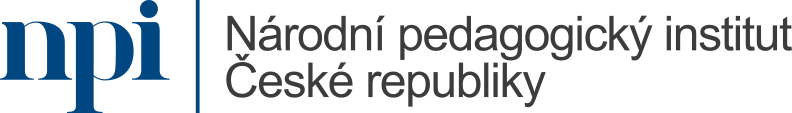 npi
Národní pedagogický institut
České republiky